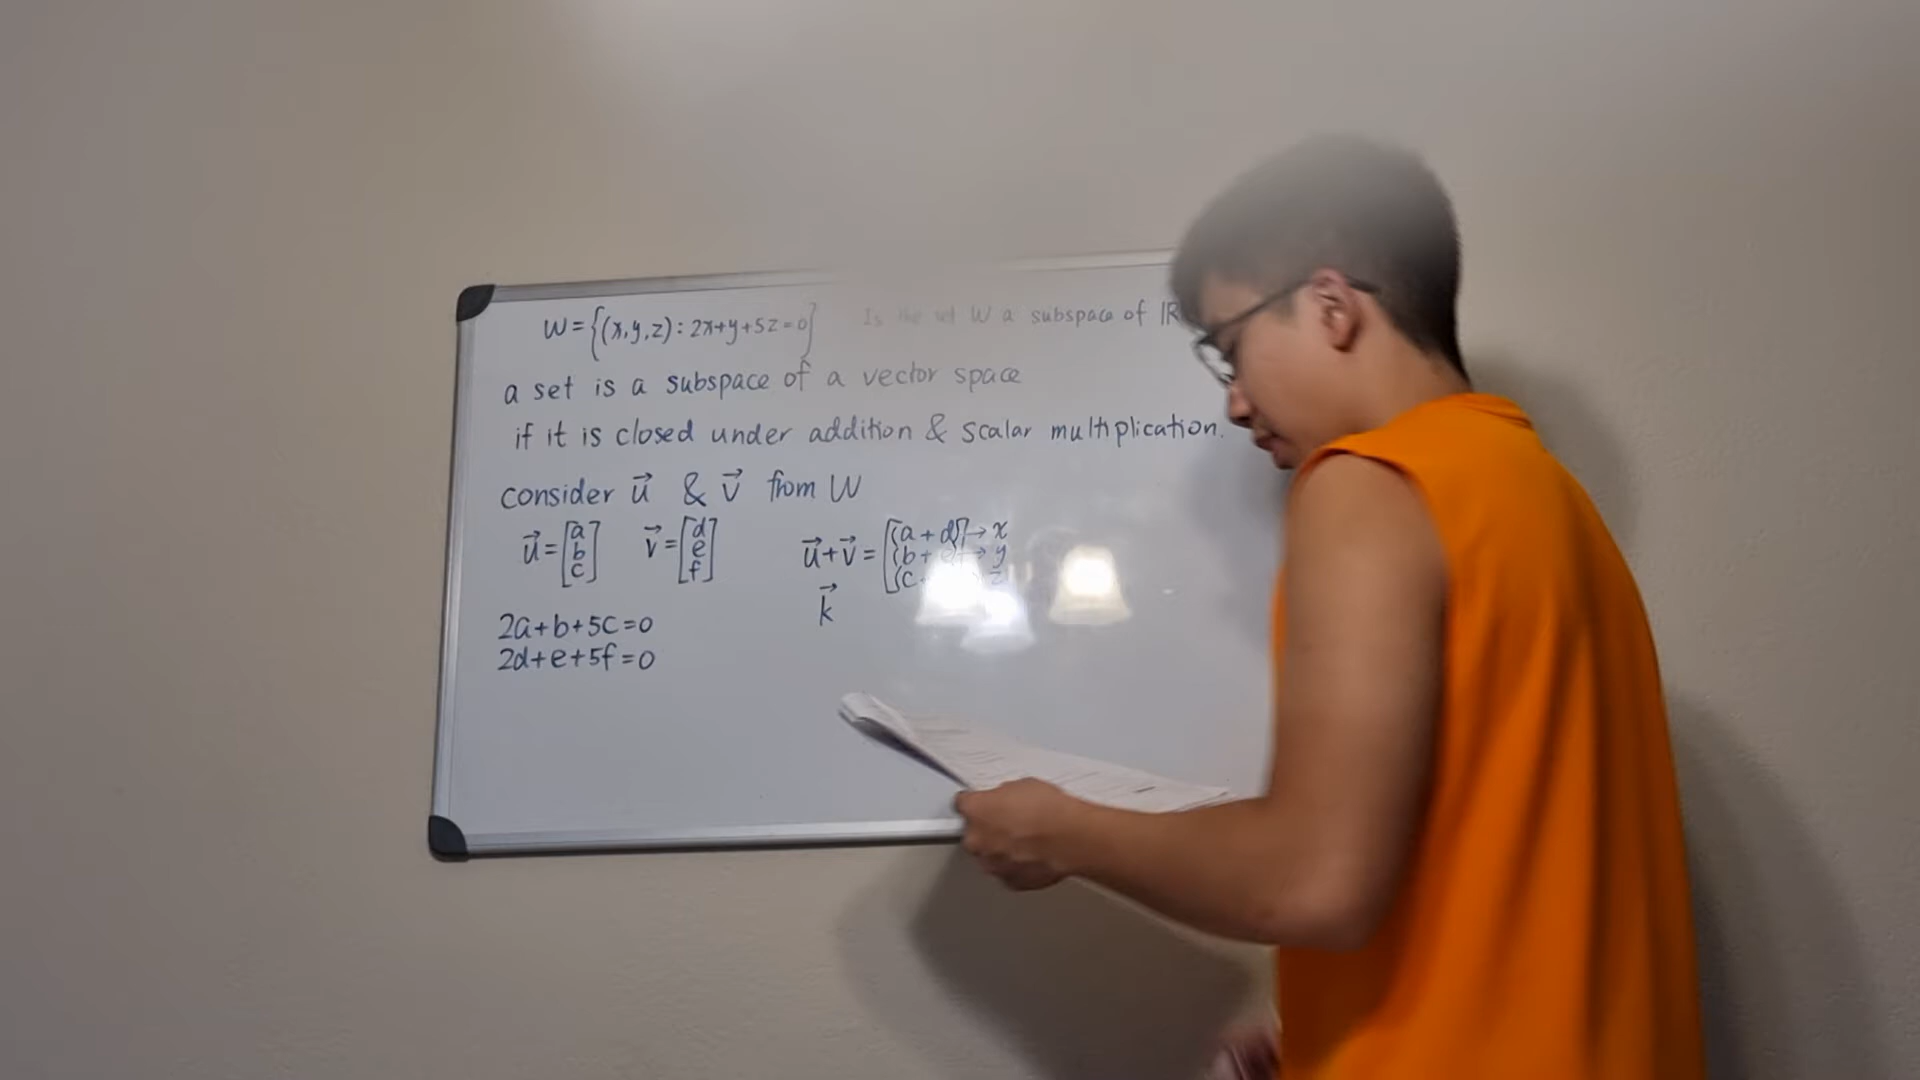 W = {(x,y,z) : 2x+y+5z=0} Is the set W a subspace of IR
a set is a subspace of a vector space
if it is closed under addition & scalar multiplication.
consider u⃗ & v⃗ from W
u⃗ = [a b c] v⃗ = [d e f] u⃗+v⃗ = [(a+d) → x
(b+ → y
(c z
k⃗
2a+b+5c=0
2d+e+5f=0